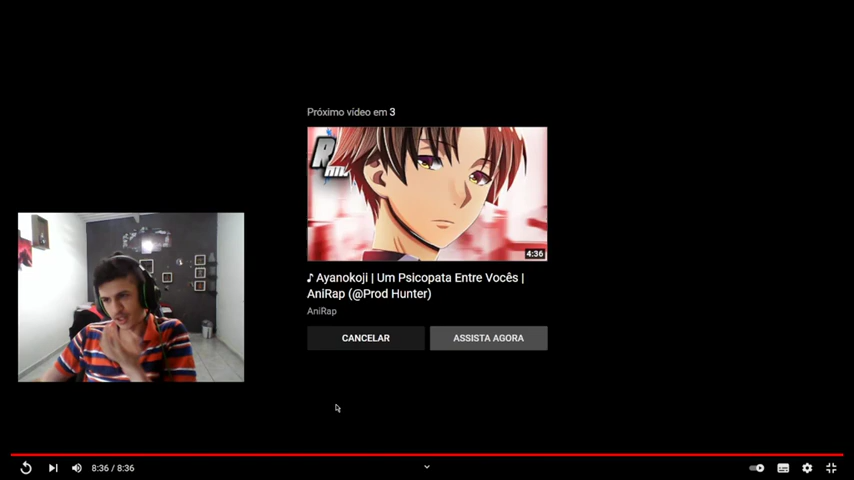 Próximo vídeo em 3
4:36
♪ Ayanokoji | Um Psicopata Entre Vocês |
AniRap (@Prod Hunter)
AniRap
CANCELAR
ASSISTA AGORA
8:36 / 8:36